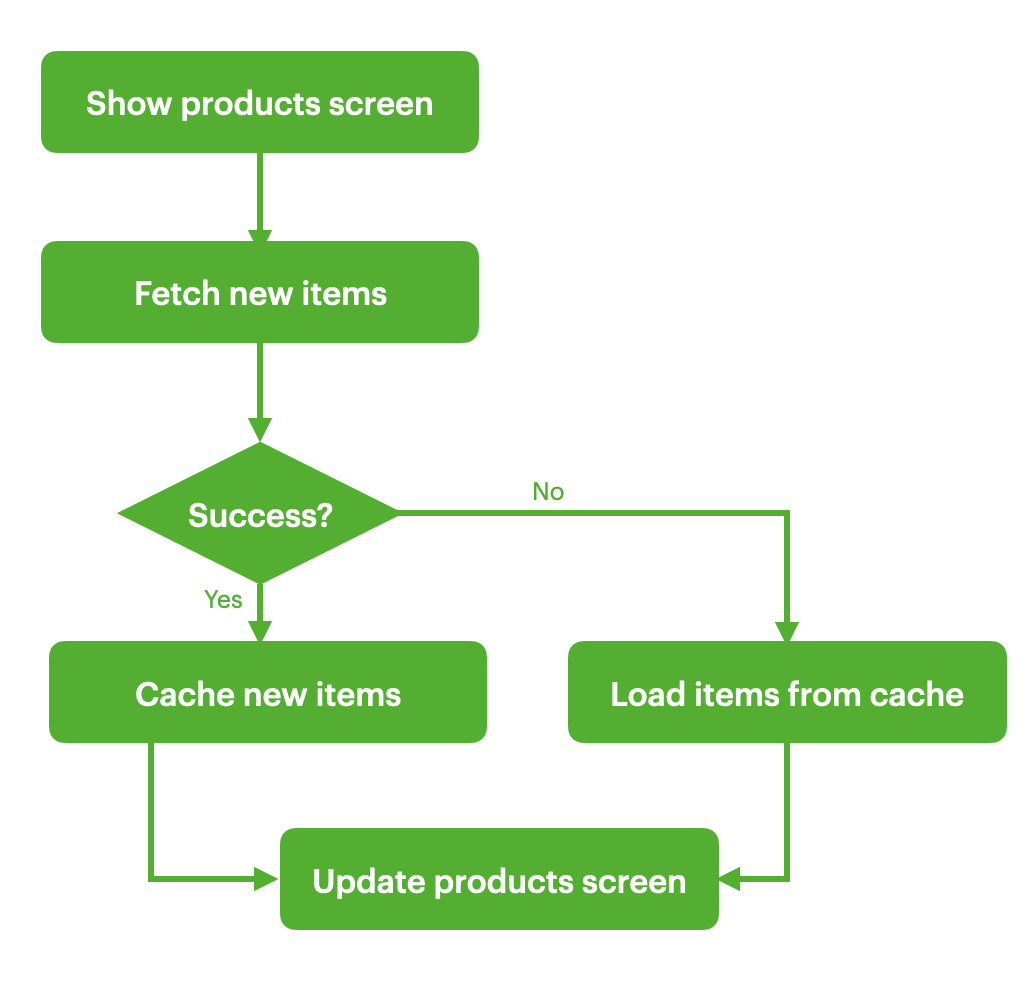 Show products screen
Fetch new items
Success?
No
Yes
Cache new items
Load items from cache
Update products screen